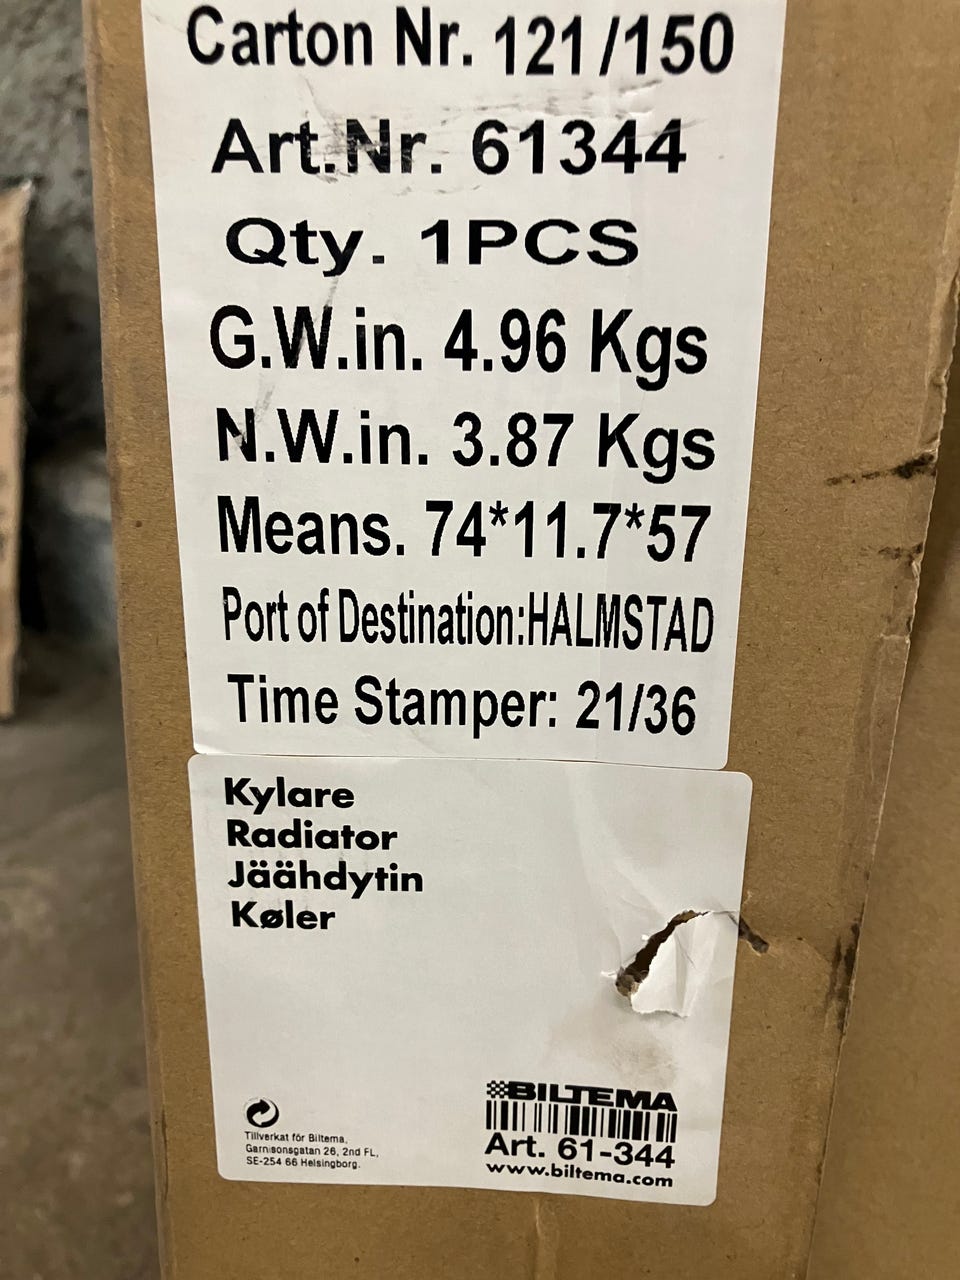 Carton Nr. 121/150
Art.Nr. 61344
Qty. 1PCS
G.W.in. 4.96 Kgs
N.W.in. 3.87 Kgs
Means. 74*11.7*57
Port of Destination:HALMSTAD
Time Stamper: 21/36
Kylare
Radiator
Jäähdytin
Køler
Tillverkat för Biltema,
Garnisonsgatan 26, 2nd FL,
SE-254 66 Helsingborg.
BILTEMA
Art. 61-344
www.biltema.com